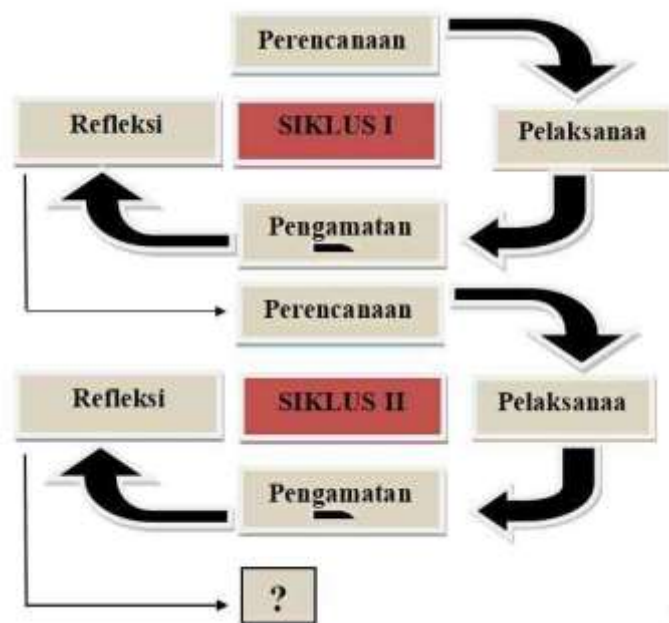 Perencanaan
Refleksi
SIKLUS I
Pelaksanaa
Pengamatan
Perencanaan
Refleksi
SIKLUS II
Pelaksanaa
Pengamatan
?